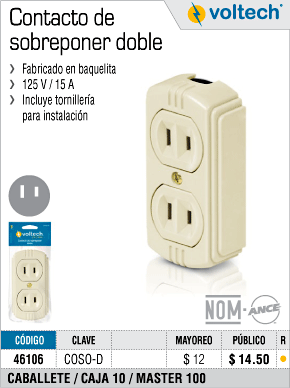 voltech®
Contacto de
sobreponer doble
Fabricado en baquelita
125 V / 15 A
Incluye tornillería
para instalación
voltech
NOM-ANCE®
CÓDIGO CLAVE MAYOREO PÚBLICO R
46106 COSO-D $ 12 $ 14.50
CABALLETE / CAJA 10 / MASTER 100